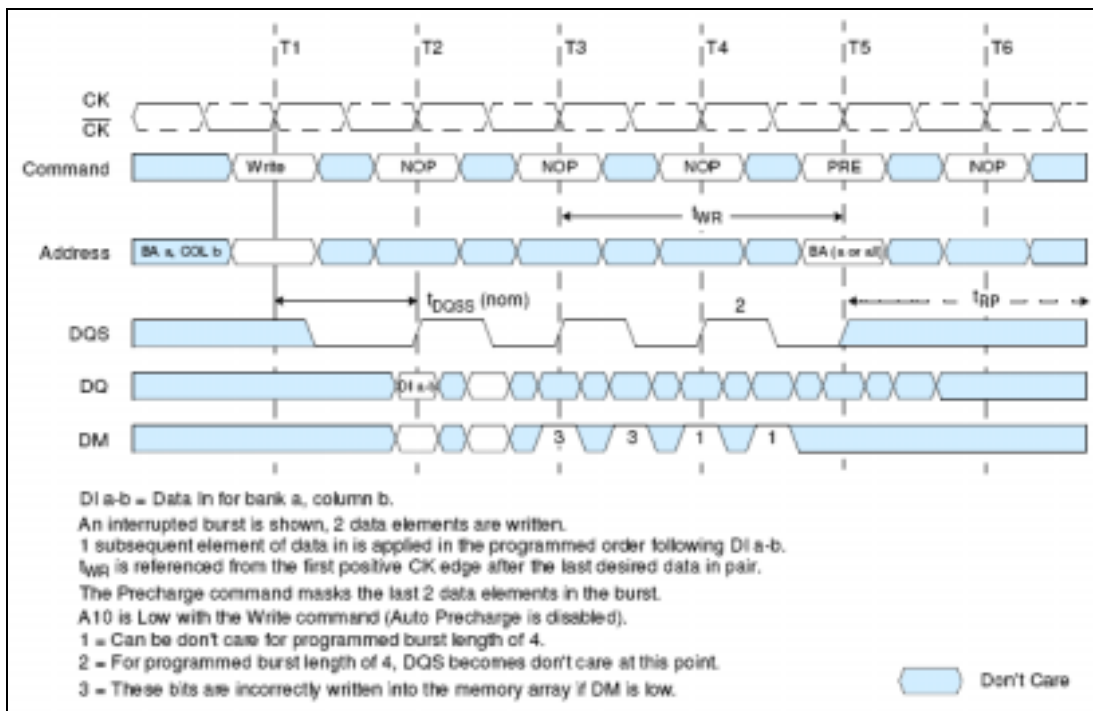 T1 T2 T3 T4 T5 T6
CK
CK
Command Write NOP NOP NOP PRE NOP
tWR
Address BA a, COL b BA (a or all)
tDQSS (nom) 2 tRP
DQS
DQ DI a-b
DM 3 3 1 1
DI a-b = Data In for bank a, column b.
An interrupted burst is shown, 2 data elements are written.
1 subsequent element of data in is applied in the programmed order following DI a-b.
tWR is referenced from the first positive CK edge after the last desired data in pair.
The Precharge command masks the last 2 data elements in the burst.
A10 is Low with the Write command (Auto Precharge is disabled).
1 = Can be don't care for programmed burst length of 4.
2 = For programmed burst length of 4, DQS becomes don't care at this point.
3 = These bits are incorrectly written into the memory array if DM is low.
Don't Care